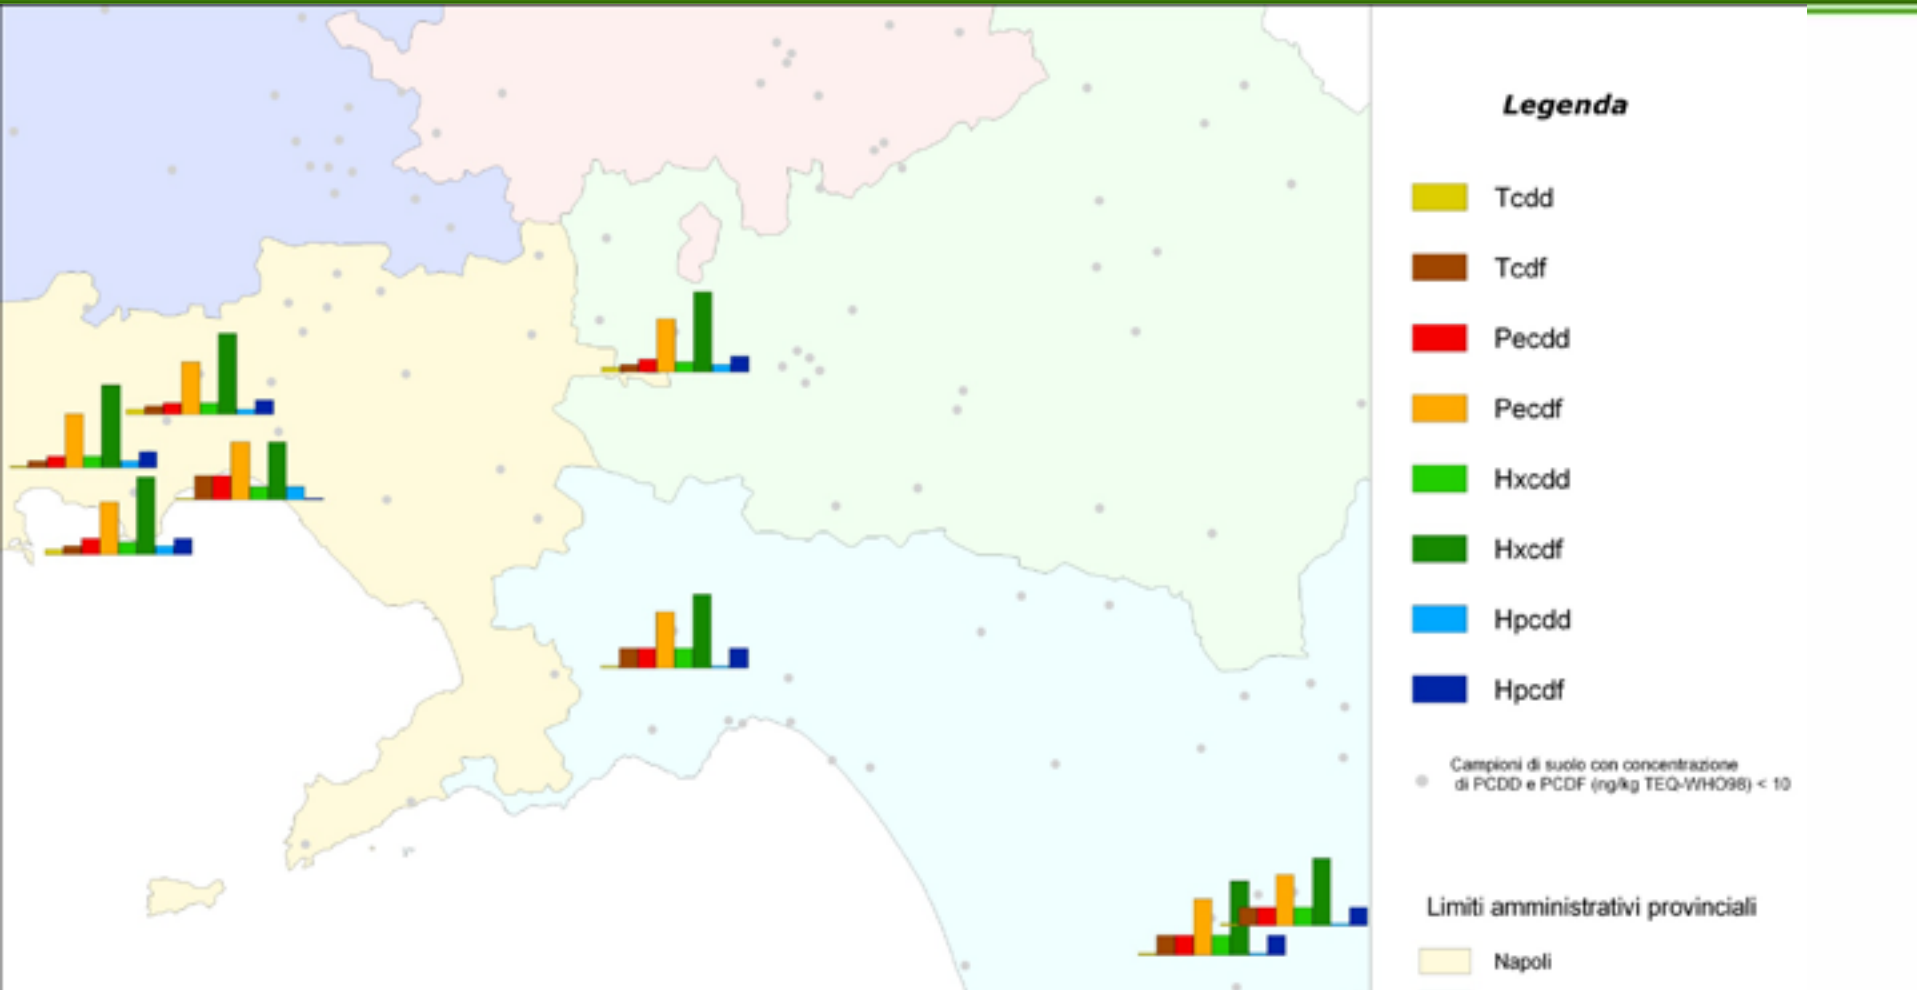 Legenda
Tcdd
Tcdf
Pecdd
Pecdf
Hxcdd
Hxcdf
Hpcdd
Hpcdf
Campioni di suolo con concentrazione
di PCDD e PCDF (ng/kg TEQ-WHO98) < 10
Limiti amministrativi provinciali
Napoli